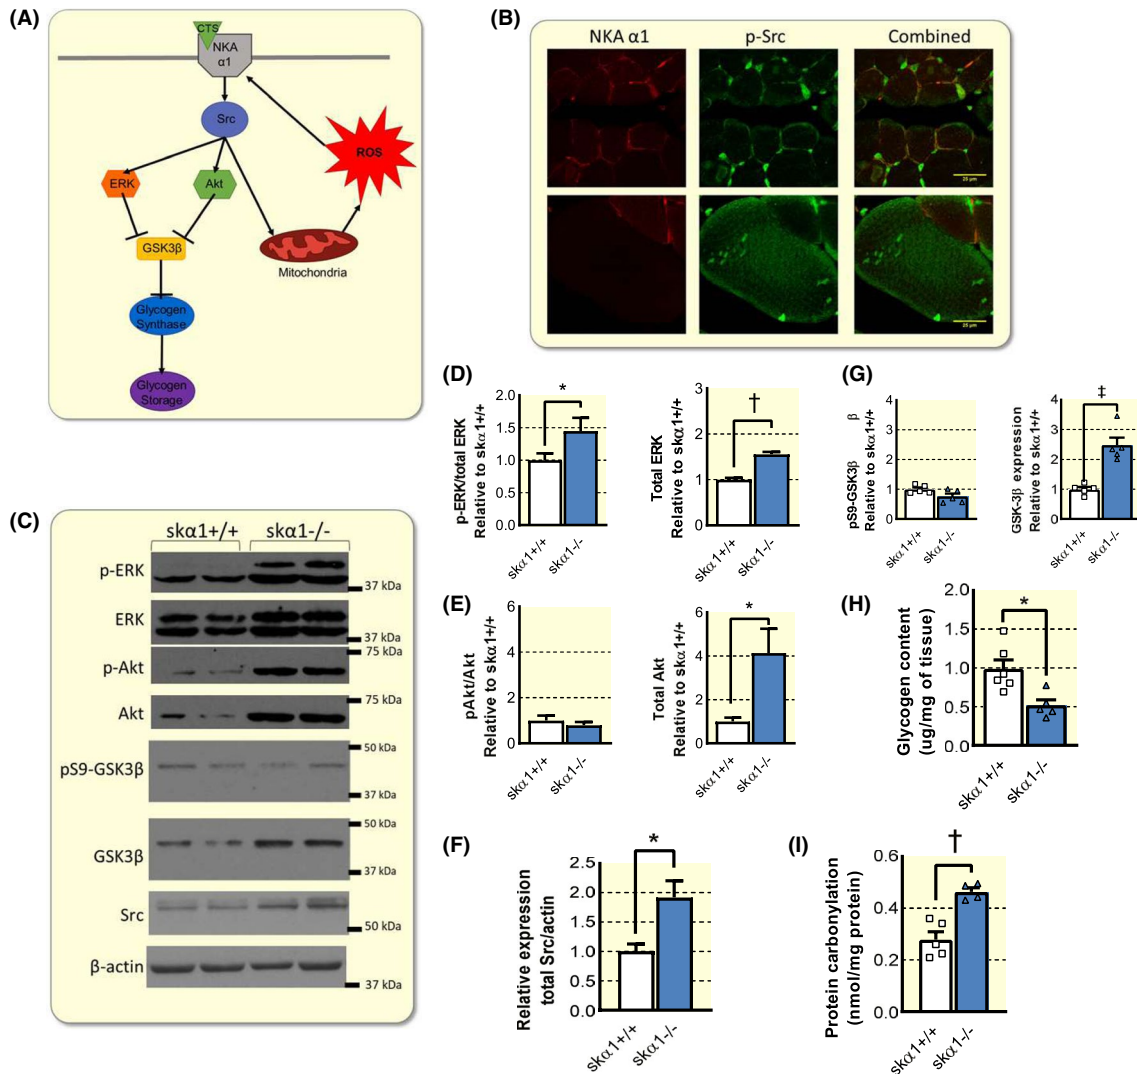 (A)
CTS
NKA
α1
Src
ROS
ERK
Akt
GSK3β
Mitochondria
Glycogen
Synthase
Glycogen
Storage
(B)
NKA α1
p-Src
Combined
25 μm
25 μm
(C)
skα1+/+
skα1-/-
p-ERK
37 kDa
ERK
37 kDa
75 kDa
p-Akt
Akt
75 kDa
pS9-GSK3β
50 kDa
37 kDa
GSK3β
50 kDa
37 kDa
Src
50 kDa
β-actin
37 kDa
(D)
p-ERK/total ERK
Relative to skα1+/+
2.0
1.5
1.0
0.5
0.0
*
skα1+/+
skα1-/-
Total ERK
Relative to skα1+/+
3
2
1
0
†
skα1+/+
skα1-/-
(E)
pAkt/Akt
Relative to skα1+/+
6
4
2
0
skα1+/+
skα1-/-
Total Akt
Relative to skα1+/+
6
4
2
0
*
skα1+/+
skα1-/-
(F)
Relative expression
total Src/actin
2.5
2.0
1.5
1.0
0.5
0.0
*
skα1+/+
skα1-/-
(G)
β
pS9-GSK3β
Relative to skα1+/+
4
3
2
1
0
skα1+/+
skα1-/-
GSK-3β expression
Relative to skα1+/+
4
3
2
1
0
‡
skα1+/+
skα1-/-
(H)
Glycogen content
(ug/mg of tissue)
2.0
1.5
1.0
0.5
0.0
*
skα1+/+
skα1-/-
(I)
Protein carbonylation
(nmol/mg protein)
0.6
0.4
0.2
0.0
†
skα1+/+
skα1-/-